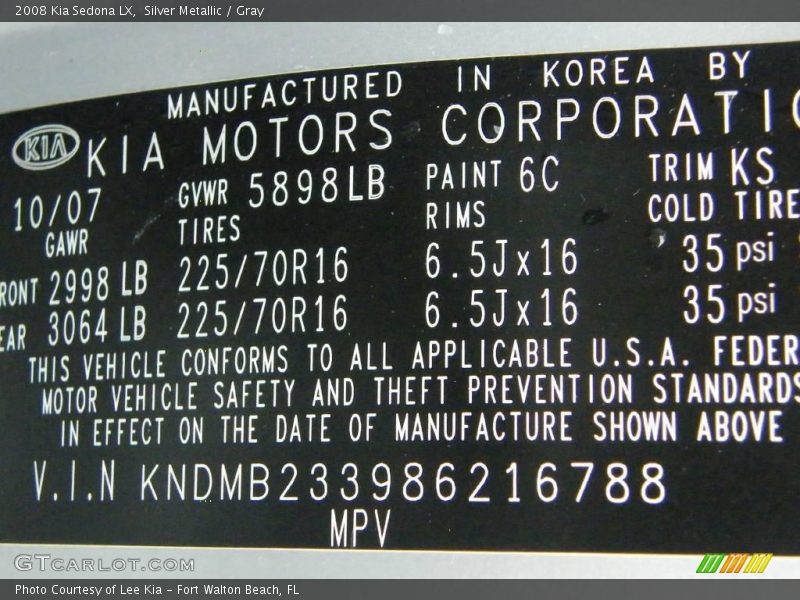 2008 Kia Sedona LX, Silver Metallic / Gray
MANUFACTURED IN KOREA BY
KIA KIA MOTORS CORPORATIO
10/07 GVWR 5898LB PAINT 6C TRIM KS
GAWR TIRES RIMS COLD TIRE
RONT 2998 LB 225/70R16 6.5Jx16 35 psi
EAR 3064 LB 225/70R16 6.5Jx16 35 psi
THIS VEHICLE CONFORMS TO ALL APPLICABLE U.S.A. FEDER
MOTOR VEHICLE SAFETY AND THEFT PREVENTION STANDARDS
IN EFFECT ON THE DATE OF MANUFACTURE SHOWN ABOVE
V.I.N KNDMB233986216788
MPV
GTCARLOT.COM
Photo Courtesy of Lee Kia - Fort Walton Beach, FL